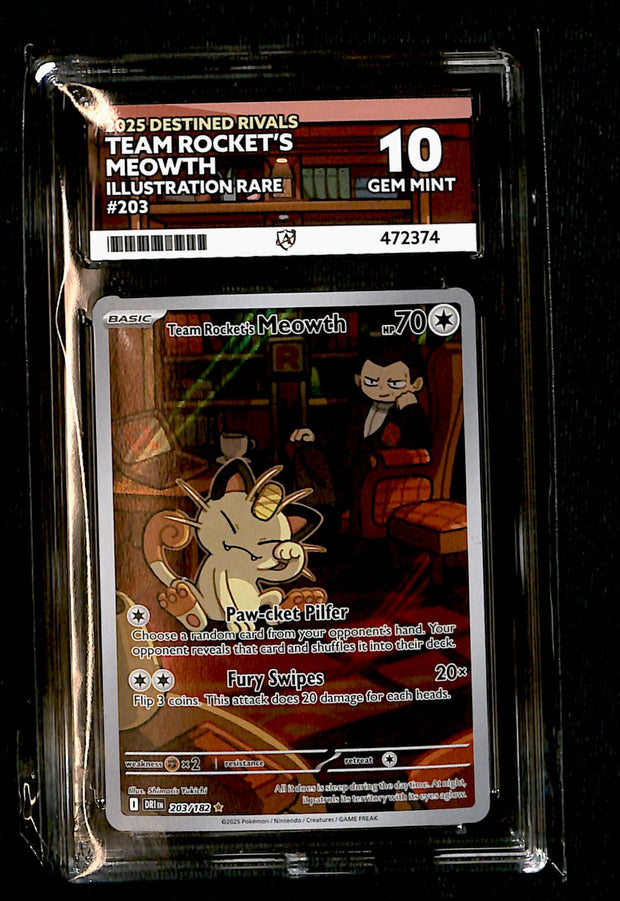 2025 DESTINED RIVALS
TEAM ROCKET'S
MEOWTH
ILLUSTRATION RARE
#203
10
GEM MINT
472374
BASIC
Team Rocket's Meowth
HP70
R
Paw-cket Pilfer
Choose a random card from your opponent's hand. Your
opponent reveals that card and shuffles it into their deck.
Fury Swipes 20×
Flip 3 coins. This attack does 20 damage for each heads.
weakness ×2 resistance retreat
Illus. Shimaris Yukichi
All it does is sleep during the daytime. At night,
it patrols its territory with its eyes aglow.
I DRI EN 203/182
©2025 Pokémon / Nintendo / Creatures / GAME FREAK